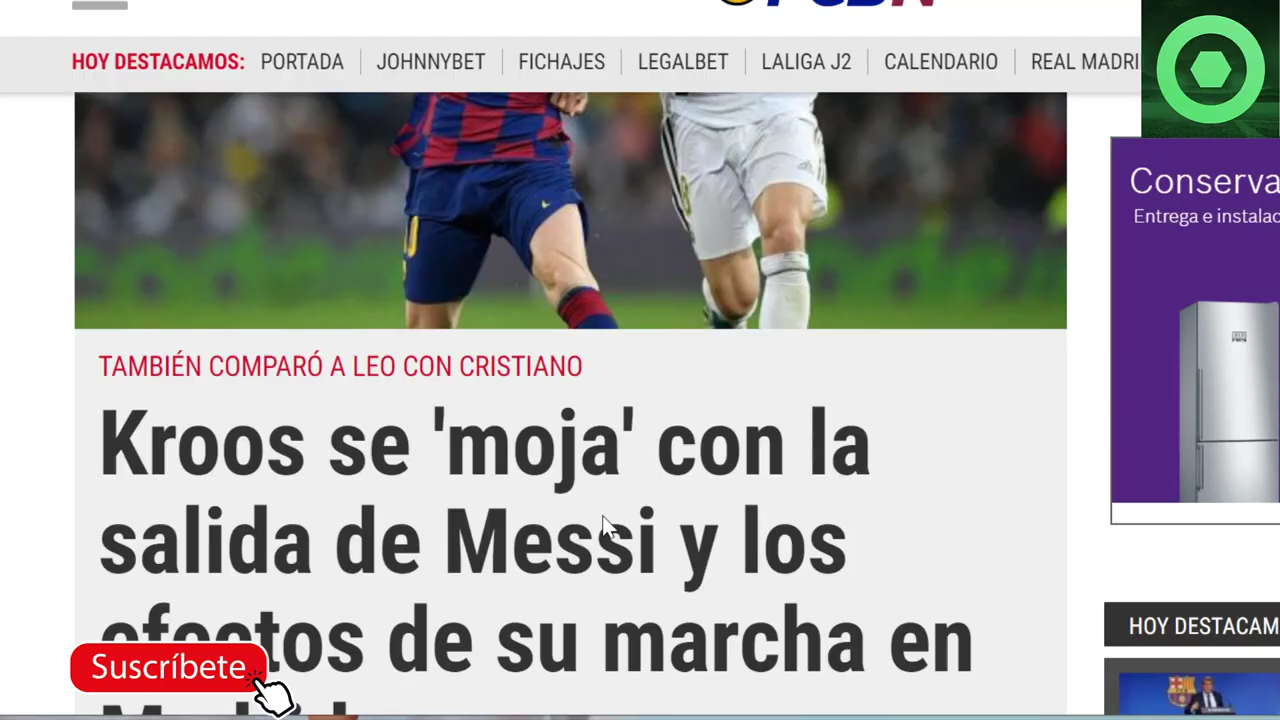 HOY DESTACAMOS: PORTADA JOHNNYBET FICHAJES LEGALBET LALIGA J2 CALENDARIO REAL MADRI
Conserva
Entrega e instalac
TAMBIÉN COMPARÓ A LEO CON CRISTIANO
Kroos se 'moja' con la
salida de Messi y los
efectos de su marcha en
HOY DESTACAM
Suscríbete